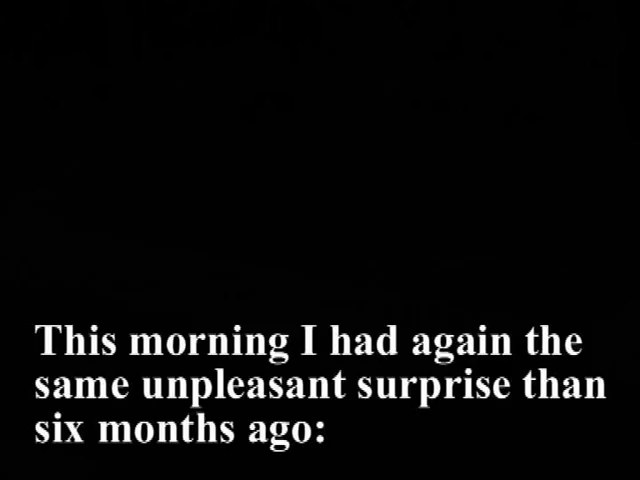 This morning I had again the
same unpleasant surprise than
six months ago: